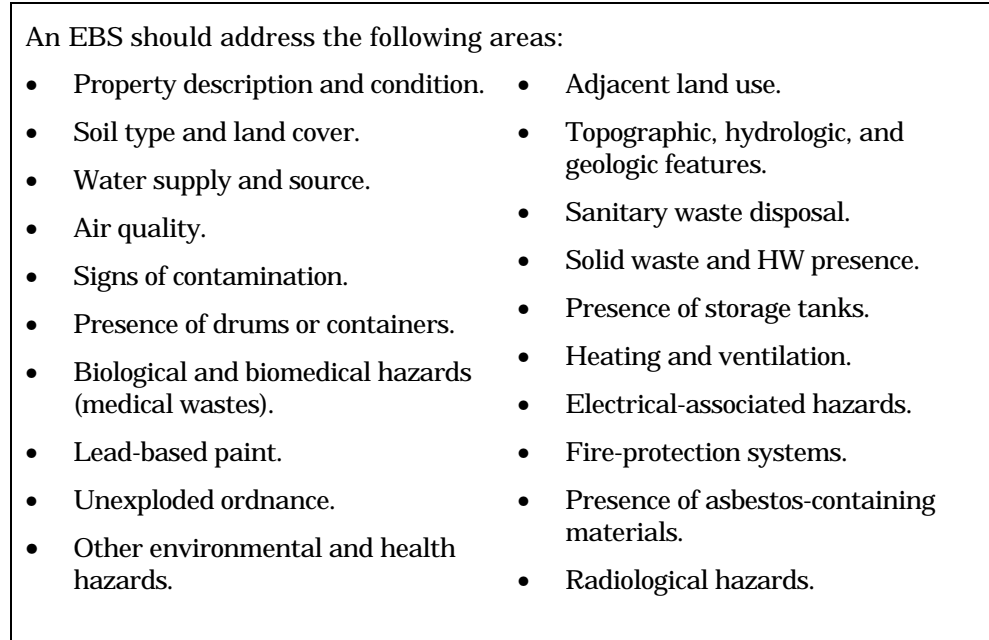 An EBS should address the following areas:
• Property description and condition.
• Soil type and land cover.
• Water supply and source.
• Air quality.
• Signs of contamination.
• Presence of drums or containers.
• Biological and biomedical hazards
(medical wastes).
• Lead-based paint.
• Unexploded ordnance.
• Other environmental and health
hazards.
• Adjacent land use.
• Topographic, hydrologic, and
geologic features.
• Sanitary waste disposal.
• Solid waste and HW presence.
• Presence of storage tanks.
• Heating and ventilation.
• Electrical-associated hazards.
• Fire-protection systems.
• Presence of asbestos-containing
materials.
• Radiological hazards.